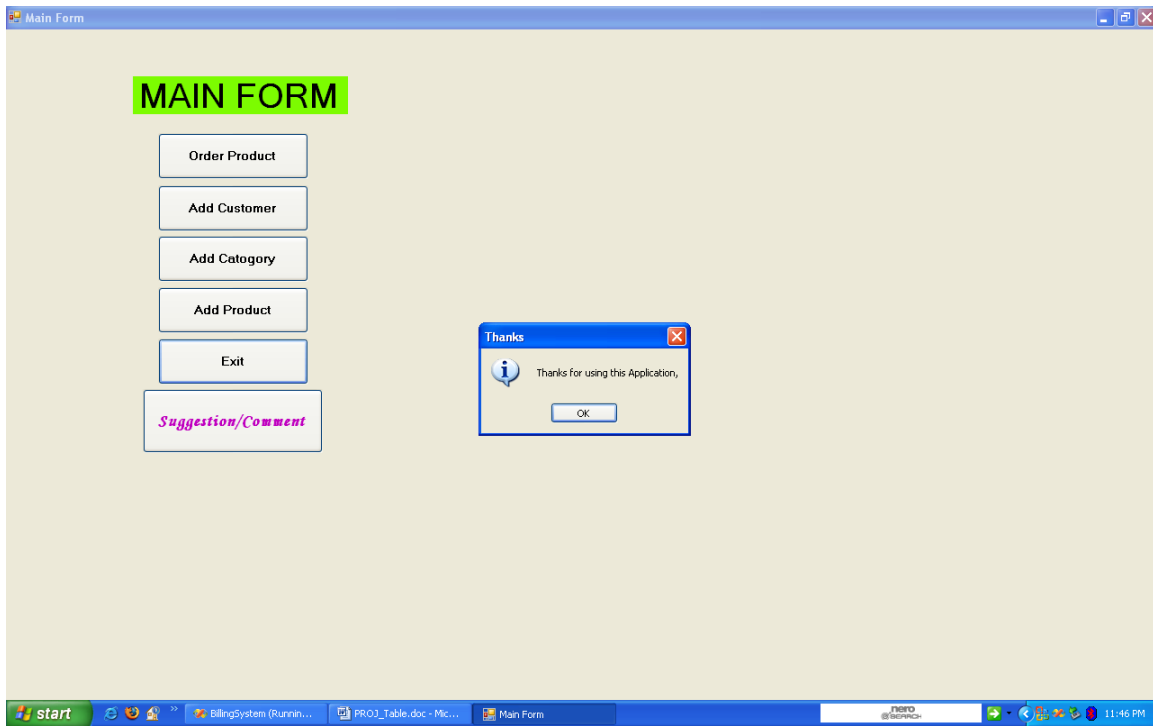 Main Form
MAIN FORM
Order Product
Add Customer
Add Catogory
Add Product
Exit
Suggestion/Comment
Thanks
Thanks for using this Application,
OK
start
BillingSystem (Runnin...
PROJ_Table.doc - Mic...
Main Form
nero
SEARCH
11:46 PM